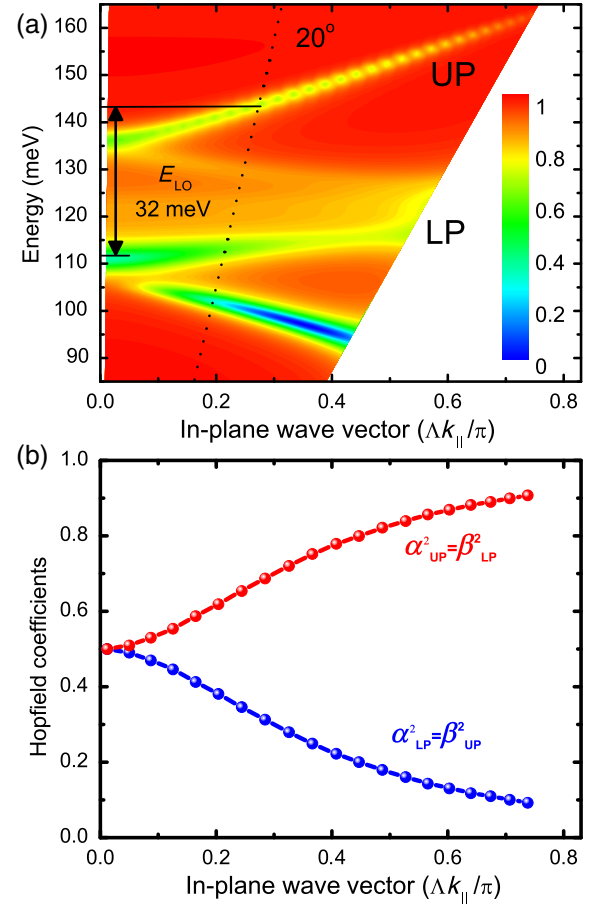 (a)
160
150
140
130
120
110
100
90
Energy (meV)
20°
UP
LP
E_LO
32 meV
1
0.8
0.6
0.4
0.2
0
0.0 0.2 0.4 0.6 0.8
In-plane wave vector (Λk_||/π)
(b)
1.0
0.8
0.6
0.4
0.2
0.0
Hopfield coefficients
α²_UP=β²_LP
α²_LP=β²_UP
0.0 0.2 0.4 0.6 0.8
In-plane wave vector (Λk_||/π)